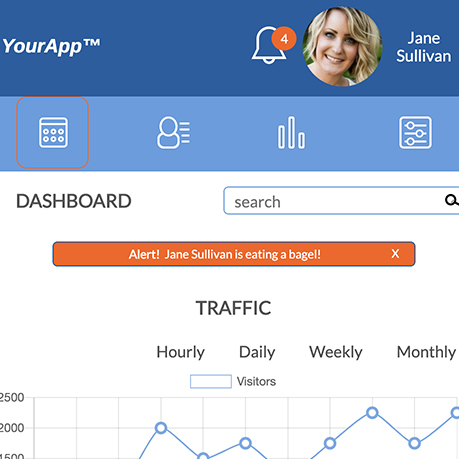 YourApp™
4
Jane
Sullivan
DASHBOARD
search
Alert! Jane Sullivan is eating a bagel!
X
TRAFFIC
Hourly Daily Weekly Monthly
Visitors
2500
2000
1500